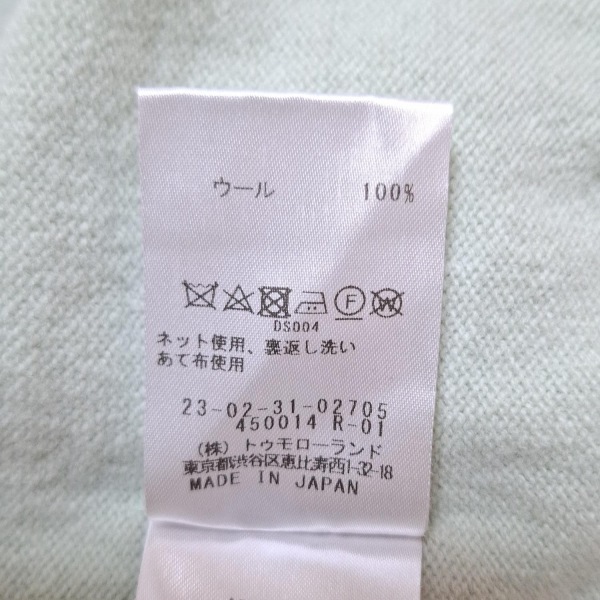 ウール 100%
F W
DS004
ネット使用、裏返し洗い
あて布使用
23-02-31-02705
450014 R-01
(株) トゥモローランド
東京都渋谷区恵比寿西1-32-18
MADE IN JAPAN